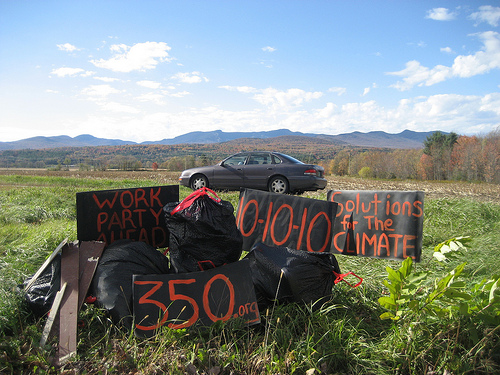 WORK
PARTY
AHEAD
10-10-10
Solutions
for The
CLIMATE
350.org